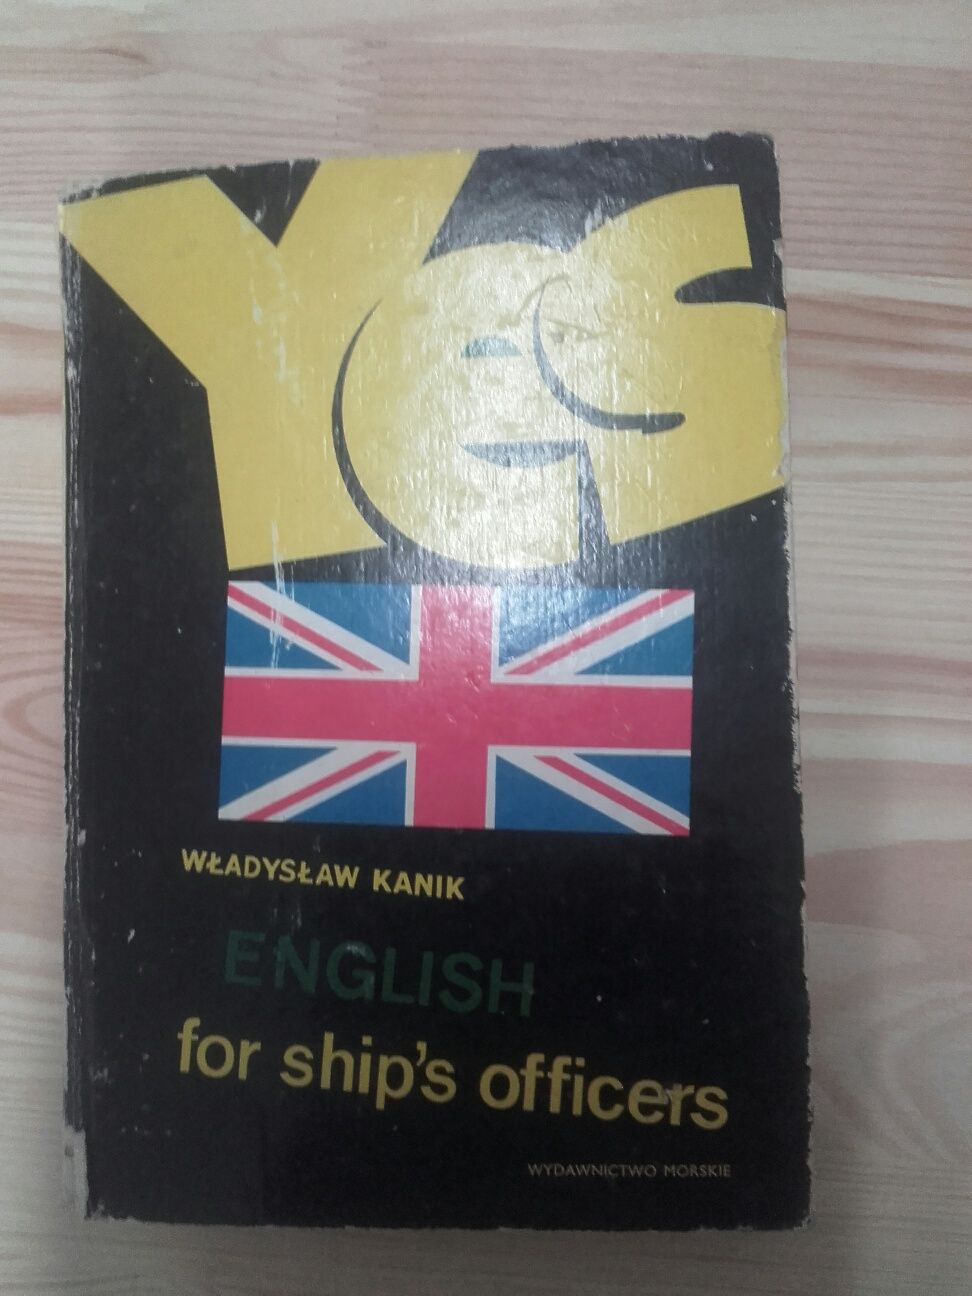 Yes
WŁADYSŁAW KANIK
ENGLISH
for ship's officers
WYDAWNICTWO MORSKIE